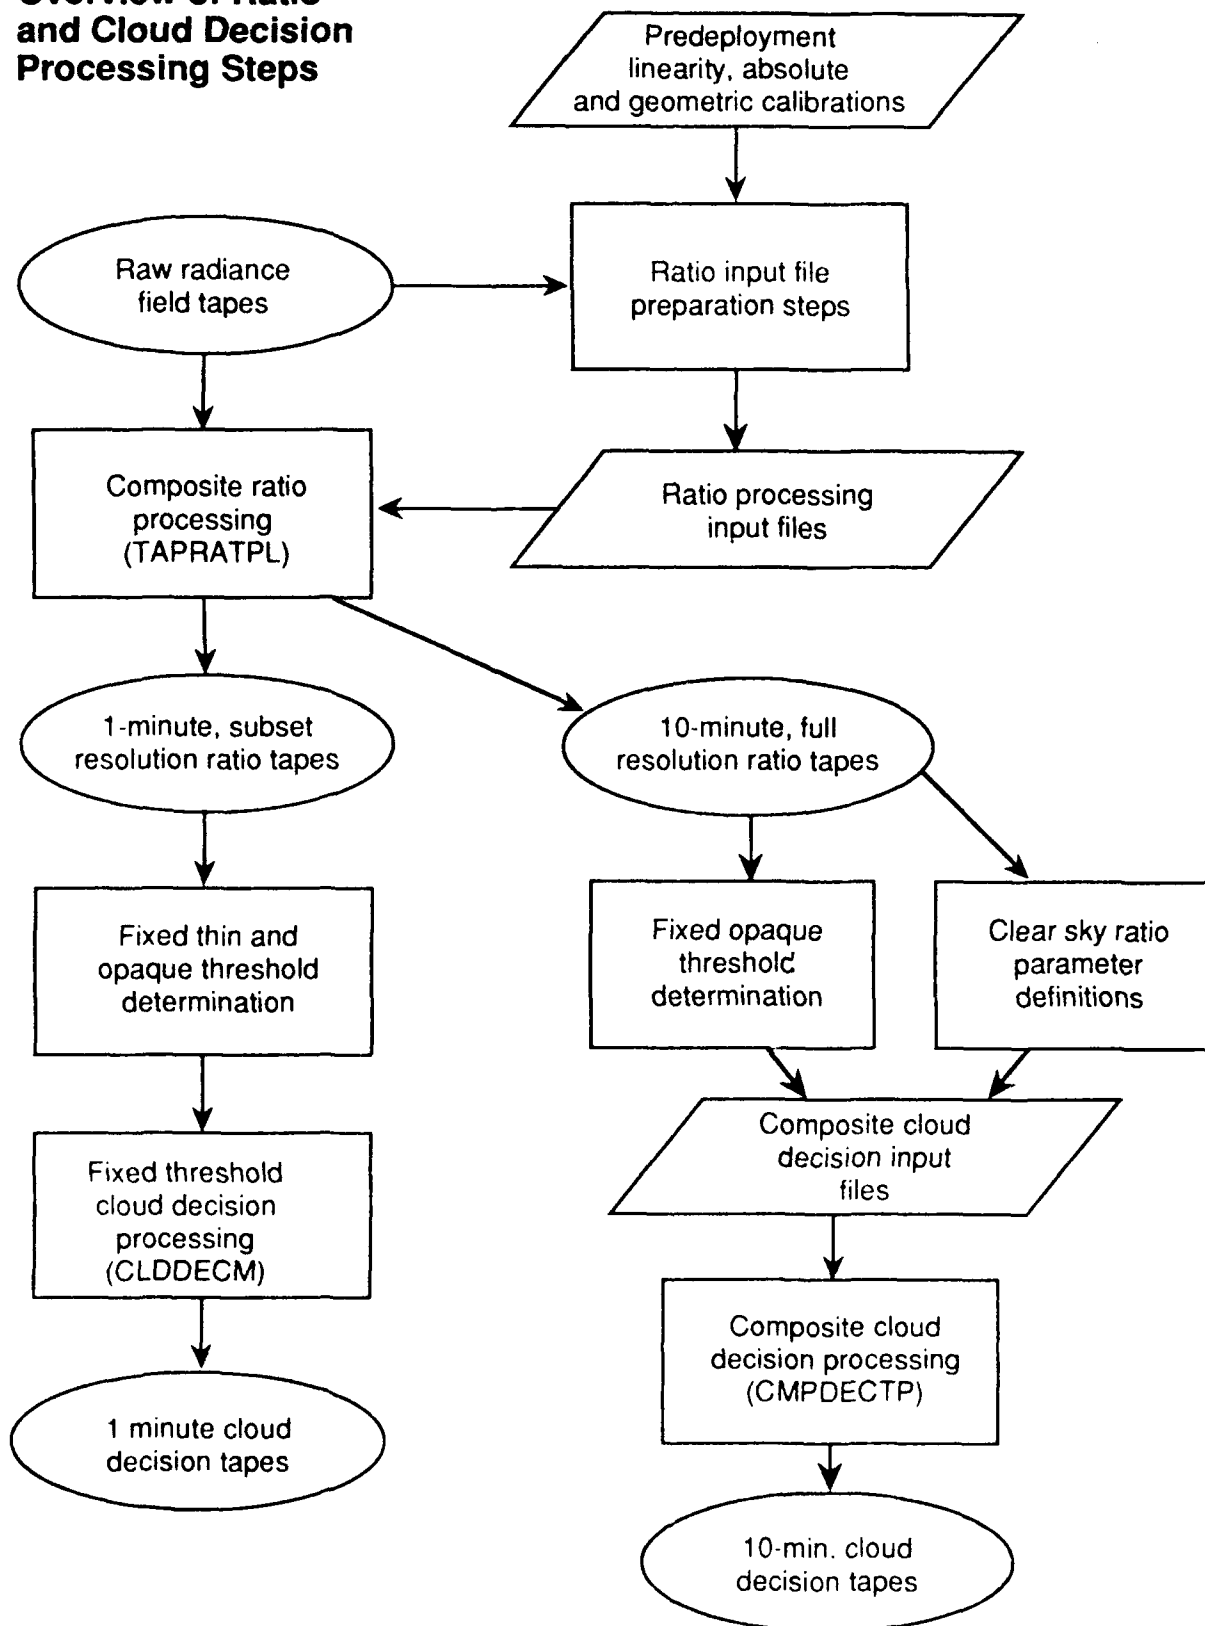 Overview of Ratio
and Cloud Decision
Processing Steps
Predeployment
linearity, absolute
and geometric calibrations
Raw radiance
field tapes
Ratio input file
preparation steps
Composite ratio
processing
(TAPRATPL)
Ratio processing
input files
1-minute, subset
resolution ratio tapes
10-minute, full
resolution ratio tapes
Fixed thin and
opaque threshold
determination
Fixed opaque
threshold
determination
Clear sky ratio
parameter
definitions
Composite cloud
decision input
files
Fixed threshold
cloud decision
processing
(CLDDECM)
Composite cloud
decision processing
(CMPDECTP)
1 minute cloud
decision tapes
10-min. cloud
decision tapes